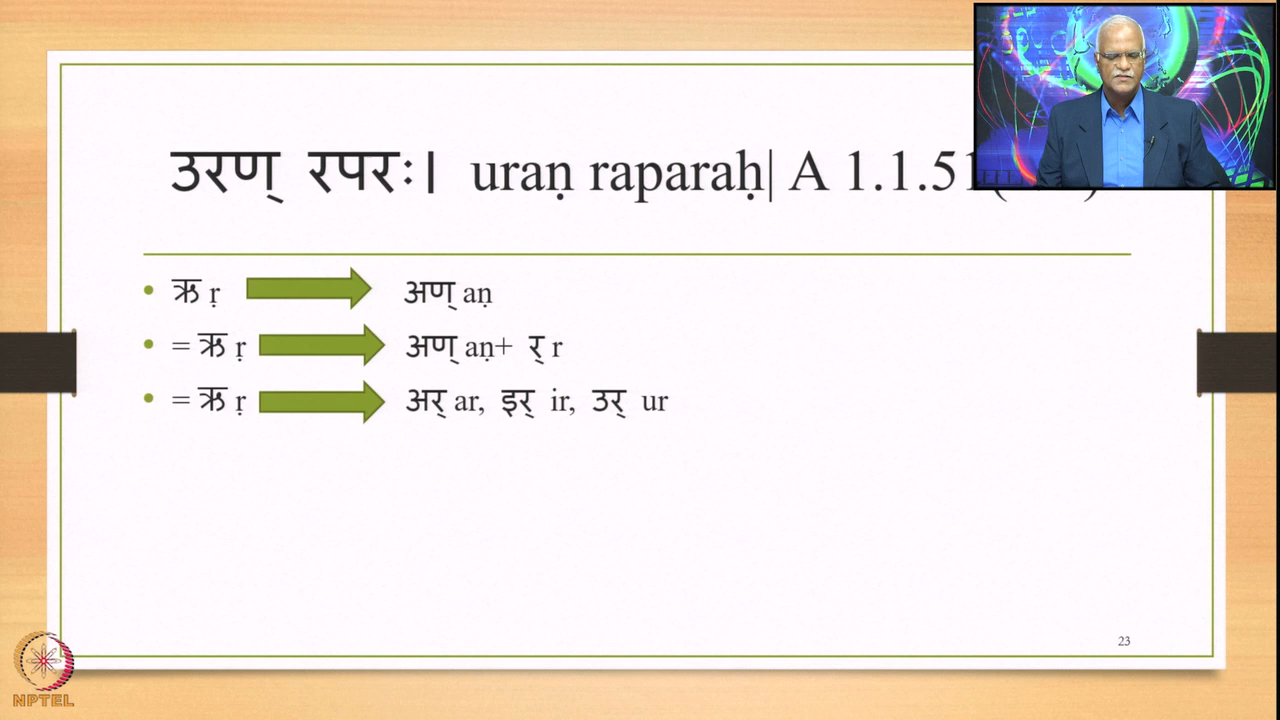 उरण् रपरः। uraṇ raparaḥ| A 1.1.51
• ऋ ṛ अण् aṇ
• = ऋ ṛ अण् aṇ+ र् r
• = ऋ ṛ अर् ar, इर् ir, उर् ur
23
NPTEL